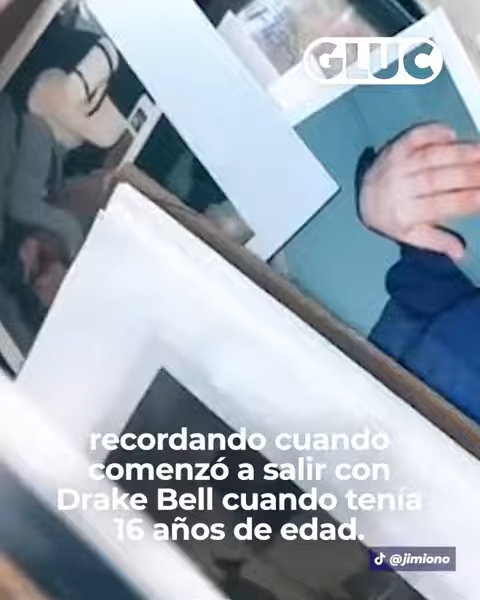 GLUC
recordando cuando
comenzó a salir con
Drake Bell cuando tenía
16 años de edad.
@jimiono